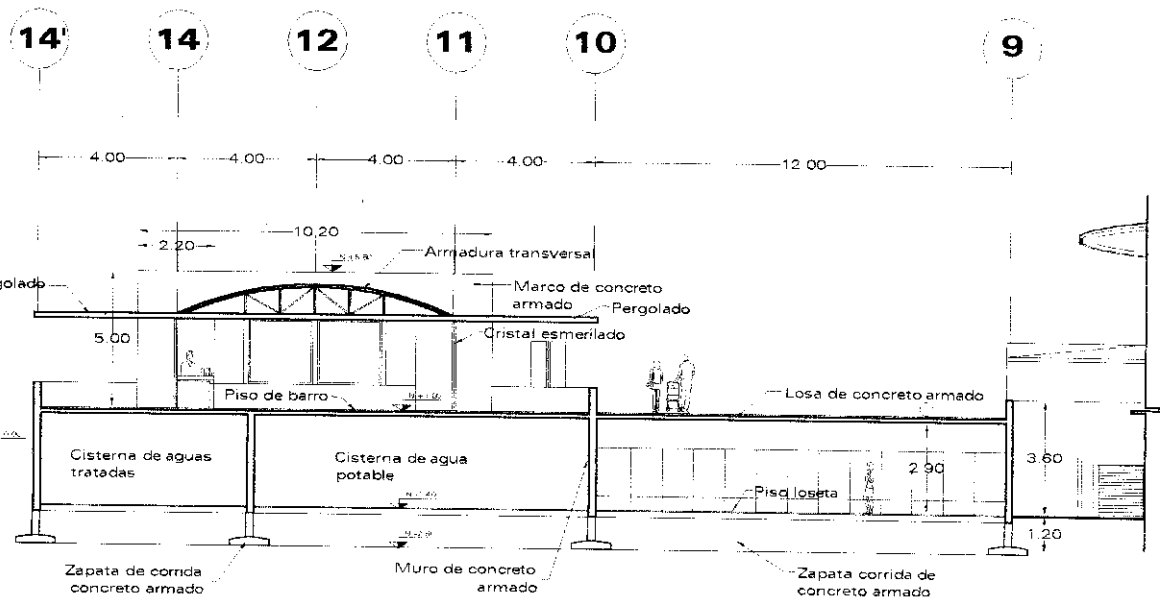 14'
14
12
11
10
9
4.00
4.00
4.00
4.00
12 00
10,20
2.20
Armadura transversal
Marco de concreto
armado
Pergolado
golado
5.00
Cristal esmerilado
Piso de barro
Losa de concreto armado
Cisterna de aguas
tratadas
Cisterna de agua
potable
2 90
3.60
Piso loseta
1.20
Zapata de corrida
concreto armado
Muro de concreto
armado
Zapata corrida de
concreto armado